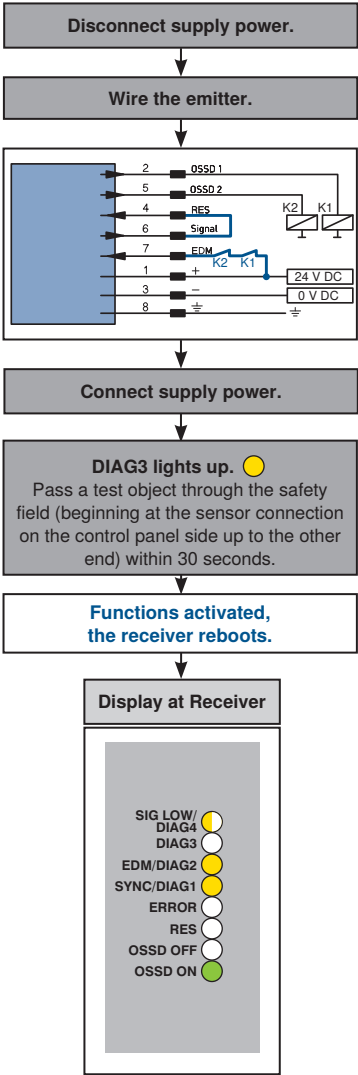 Disconnect supply power.
Wire the emitter.
2 OSSD 1
5 OSSD 2
4 RES
K2 K1
6 Signal
7 EDM
K2 K1
1 + 24 V DC
3 – 0 V DC
8
Connect supply power.
DIAG3 lights up.
Pass a test object through the safety
field (beginning at the sensor connection
on the control panel side up to the other
end) within 30 seconds.
Functions activated,
the receiver reboots.
Display at Receiver
SIG LOW/
DIAG4
DIAG3
EDM/DIAG2
SYNC/DIAG1
ERROR
RES
OSSD OFF
OSSD ON